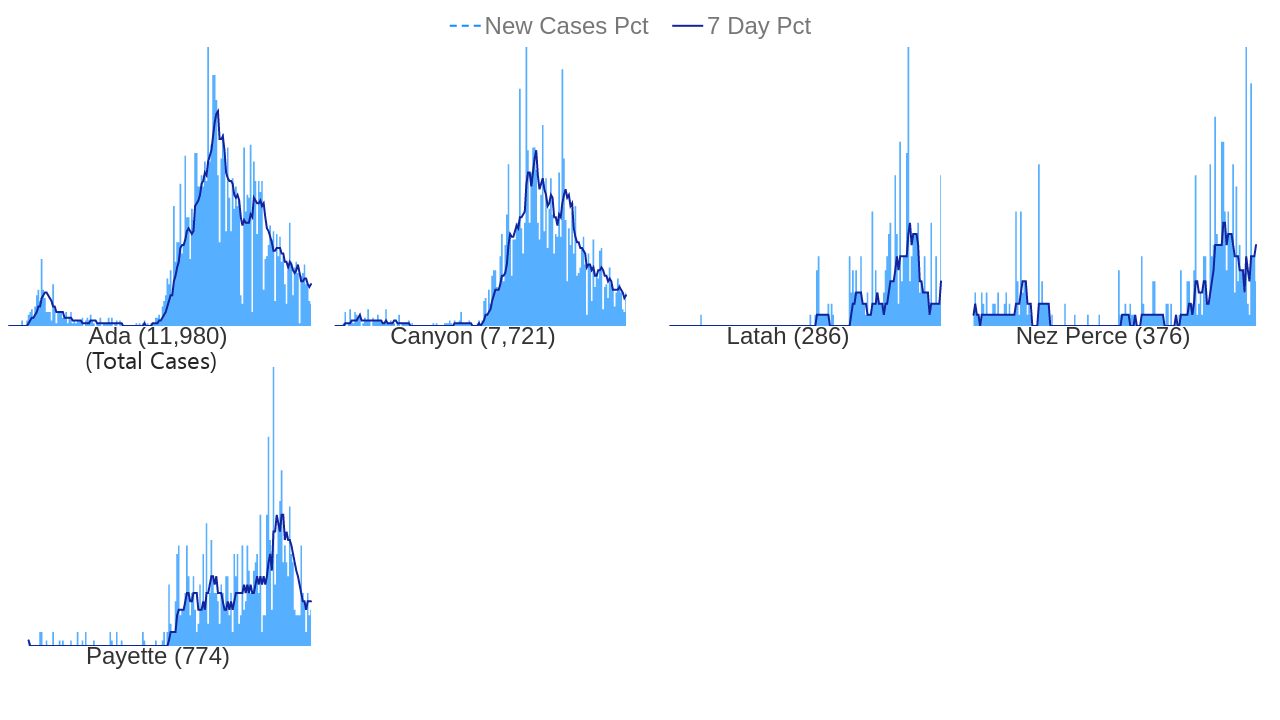 New Cases Pct 7 Day Pct
Ada (11,980)
(Total Cases)
Canyon (7,721)
Latah (286)
Nez Perce (376)
Payette (774)